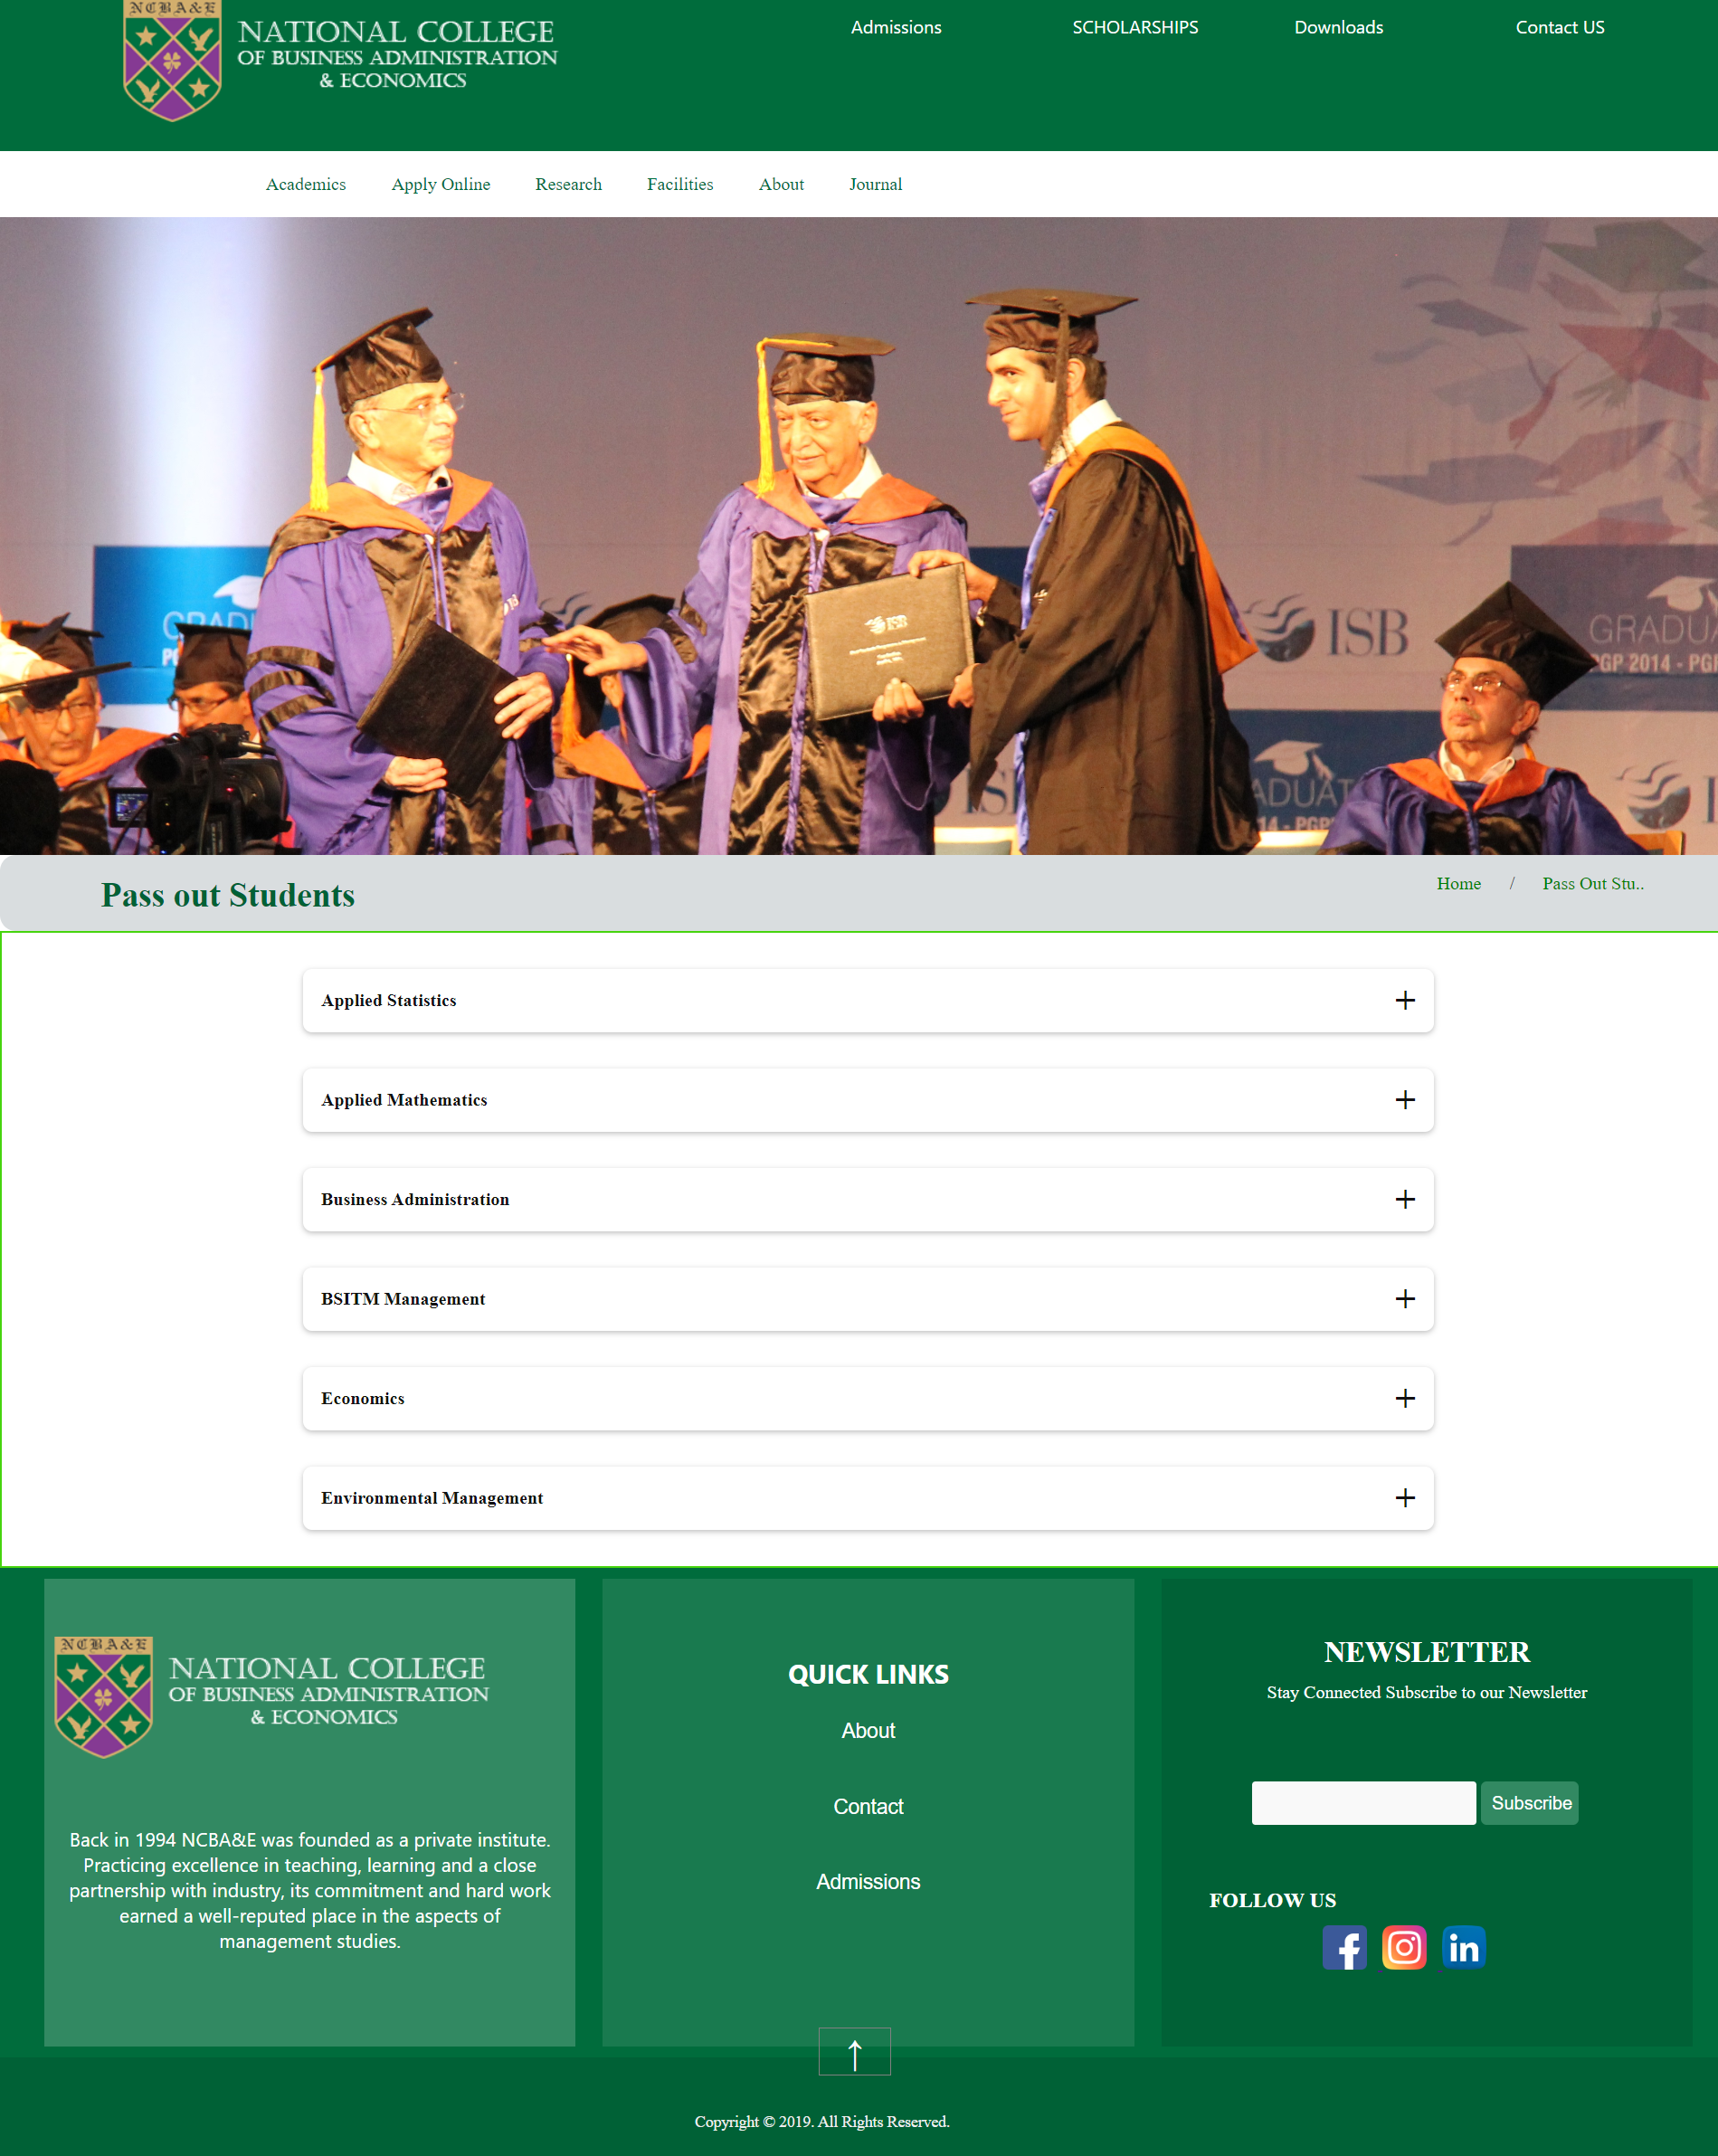 NCBA&E
NATIONAL COLLEGE
OF BUSINESS ADMINISTRATION
& ECONOMICS
Admissions
SCHOLARSHIPS
Downloads
Contact US
Academics
Apply Online
Research
Facilities
About
Journal
ISB
ISB
GRADUA
PGP 2014 - PGP
ADUAT
14 - PGP
Pass out Students
Home / Pass Out Stu..
Applied Statistics
Applied Mathematics
Business Administration
BSITM Management
Economics
Environmental Management
NCBA&E
NATIONAL COLLEGE
OF BUSINESS ADMINISTRATION
& ECONOMICS
Back in 1994 NCBA&E was founded as a private institute.
Practicing excellence in teaching, learning and a close
partnership with industry, its commitment and hard work
earned a well-reputed place in the aspects of
management studies.
QUICK LINKS
About
Contact
Admissions
NEWSLETTER
Stay Connected Subscribe to our Newsletter
Subscribe
FOLLOW US
Copyright © 2019. All Rights Reserved.